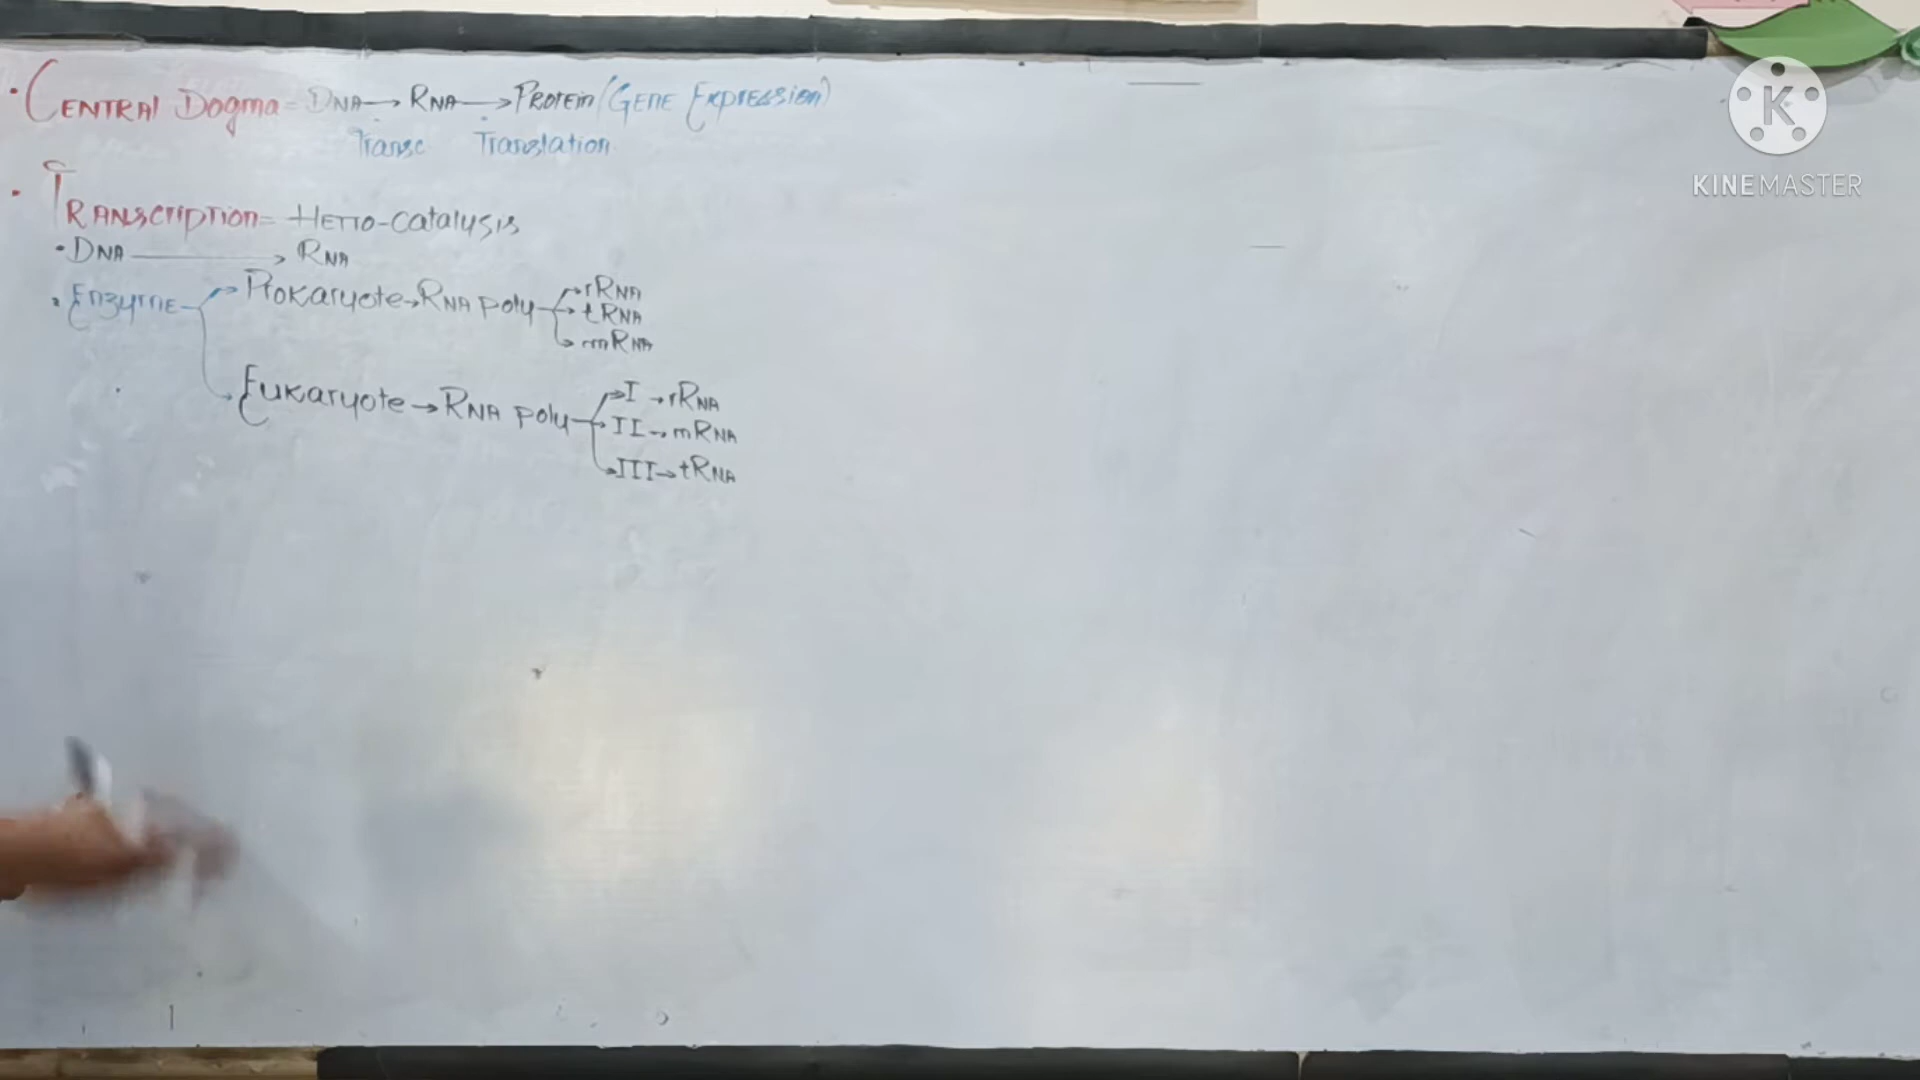 • Central Dogma = DNA → RNA → Protein (Gene Expression)
Transc Translation
• Transcription = Hetro-catalysis
• DNA → RNA
• Enzyme → Prokaryote → RNA poly → rRNA
→ tRNA
→ mRNA
→ Eukaryote → RNA poly → I → rRNA
→ II → mRNA
→ III → tRNA
KINEMASTER